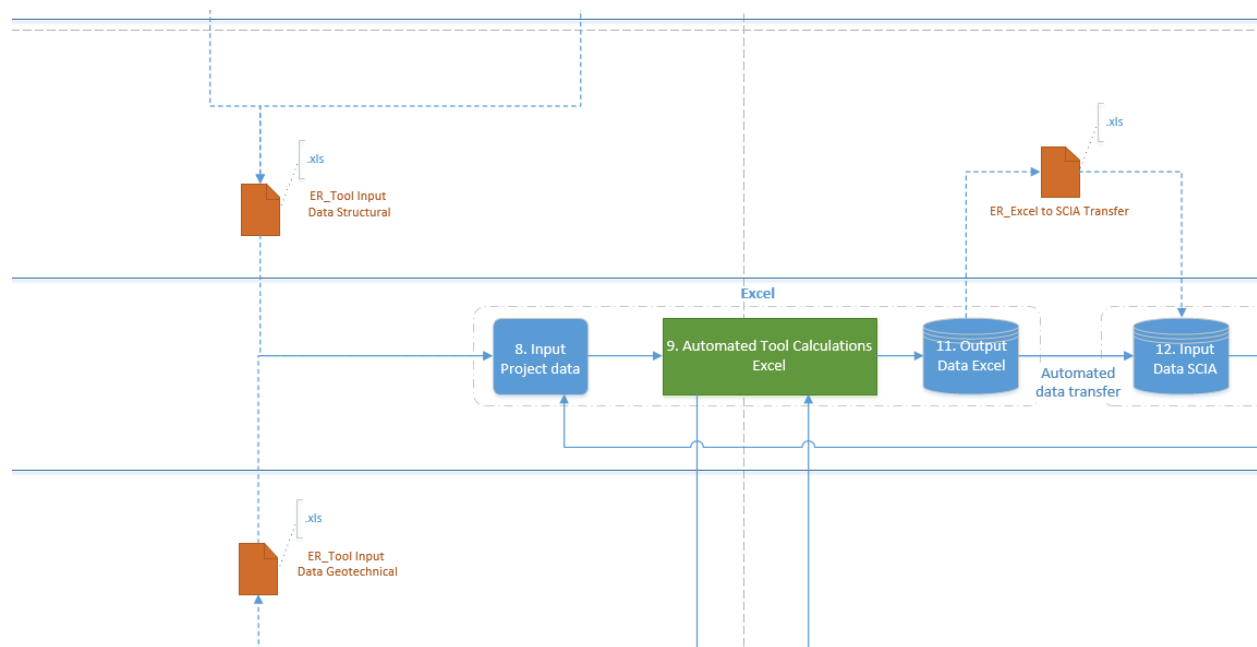 .xls
ER_Tool Input
Data Structural
.xls
ER_Excel to SCIA Transfer
Excel
8. Input
Project data
9. Automated Tool Calculations
Excel
11. Output
Data Excel
Automated
data transfer
12. Input
Data SCIA
.xls
ER_Tool Input
Data Geotechnical